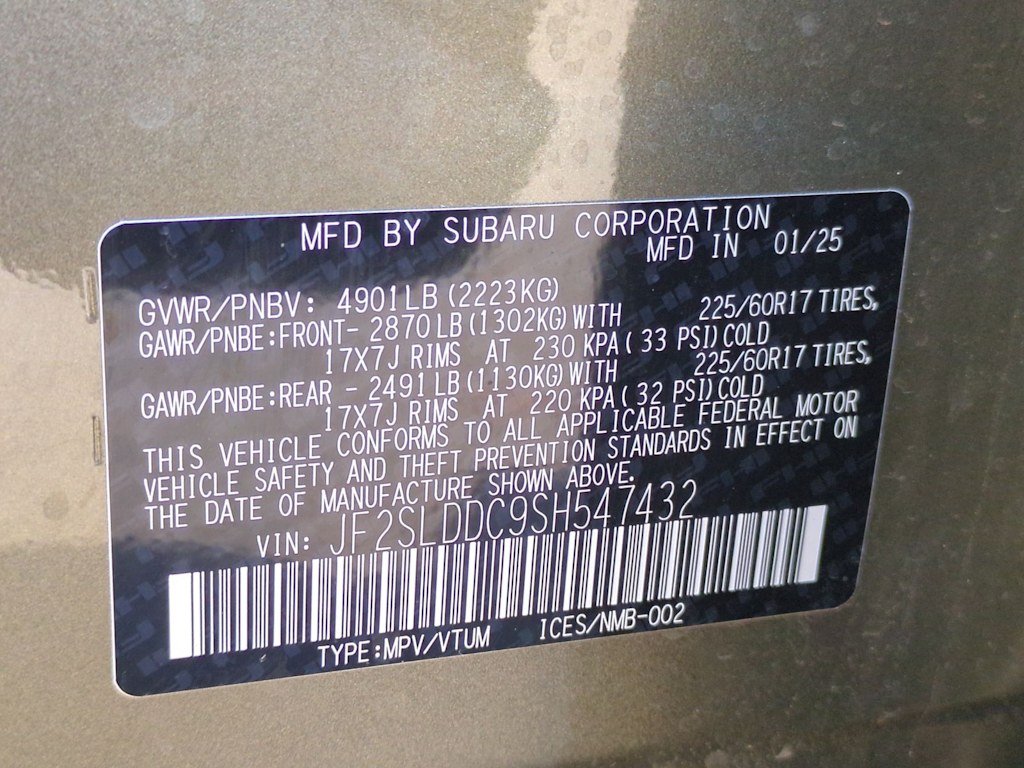 MFD BY SUBARU CORPORATION
MFD IN 01/25
GVWR/PNBV: 4901LB(2223KG)
GAWR/PNBE:FRONT- 2870LB(1302KG)WITH 225/60R17 TIRES,
17X7J RIMS AT 230 KPA( 33 PSI)COLD
GAWR/PNBE:REAR - 2491LB(1130KG)WITH 225/60R17 TIRES,
17X7J RIMS AT 220 KPA( 32 PSI)COLD
THIS VEHICLE CONFORMS TO ALL APPLICABLE FEDERAL MOTOR
VEHICLE SAFETY AND THEFT PREVENTION STANDARDS IN EFFECT ON
THE DATE OF MANUFACTURE SHOWN ABOVE.
VIN: JF2SLDDC9SH547432
TYPE:MPV/VTUM ICES/NMB-002